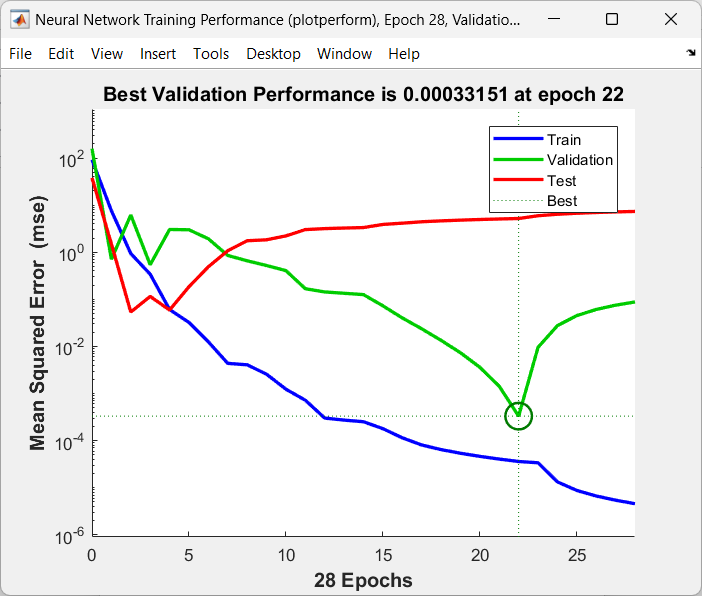 Neural Network Training Performance (plotperform), Epoch 28, Validatio...
File Edit View Insert Tools Desktop Window Help
Best Validation Performance is 0.00033151 at epoch 22
Mean Squared Error (mse)
10^2
10^0
10^-2
10^-4
10^-6
Train
Validation
Test
Best
0 5 10 15 20 25
28 Epochs